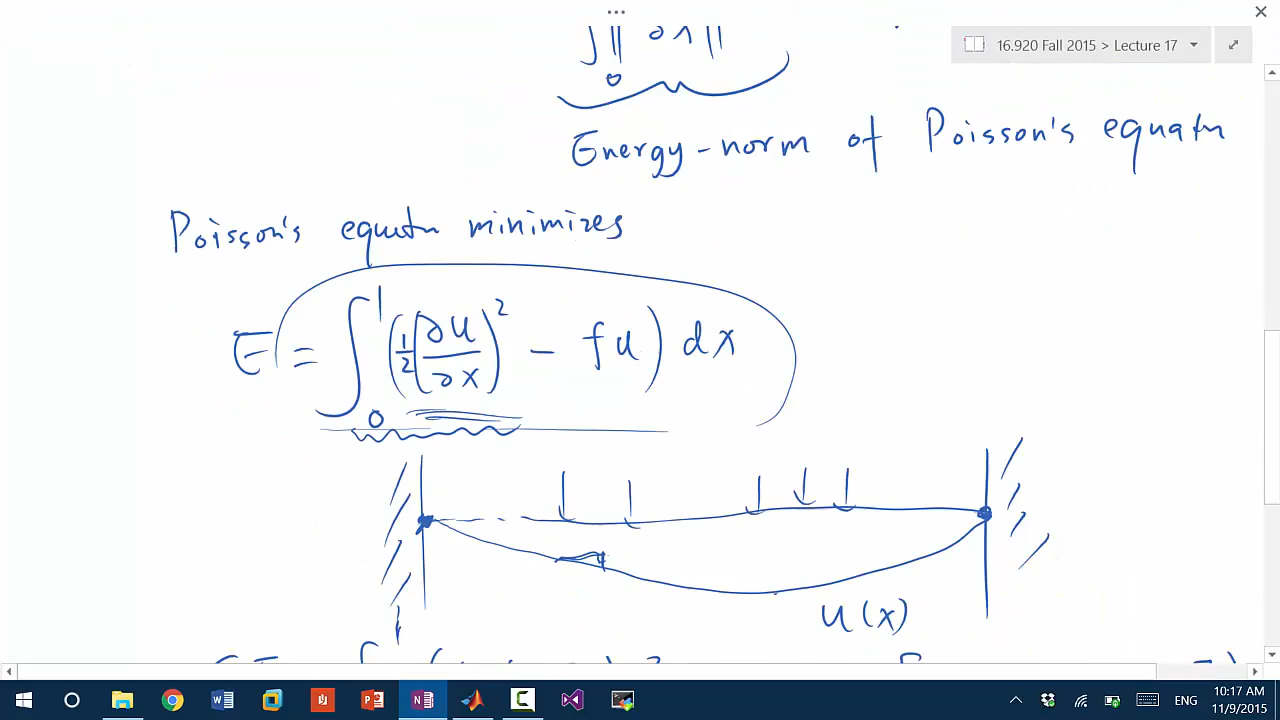 16.920 Fall 2015 > Lecture 17
Energy-norm of Poisson's equatn
Poisson's equatn minimizes
E = ∫₀¹ (½(∂u/∂x)² − fu) dx
u(x)
ENG
10:17 AM
11/9/2015